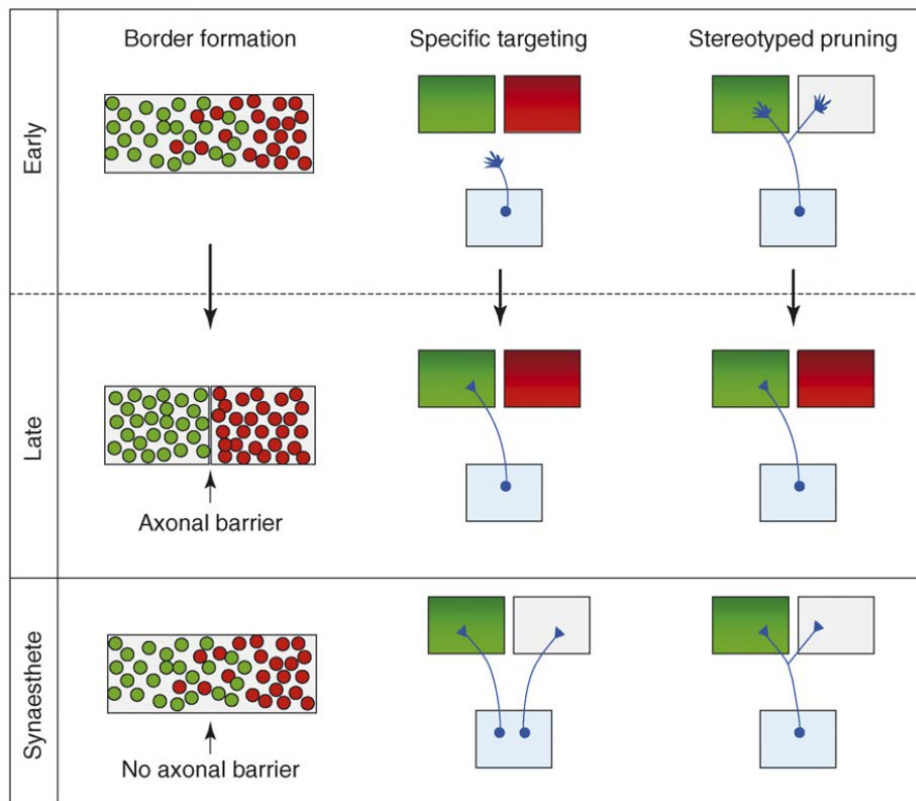 Border formation
Specific targeting
Stereotyped pruning
Early
Late
Axonal barrier
Synaesthete
No axonal barrier